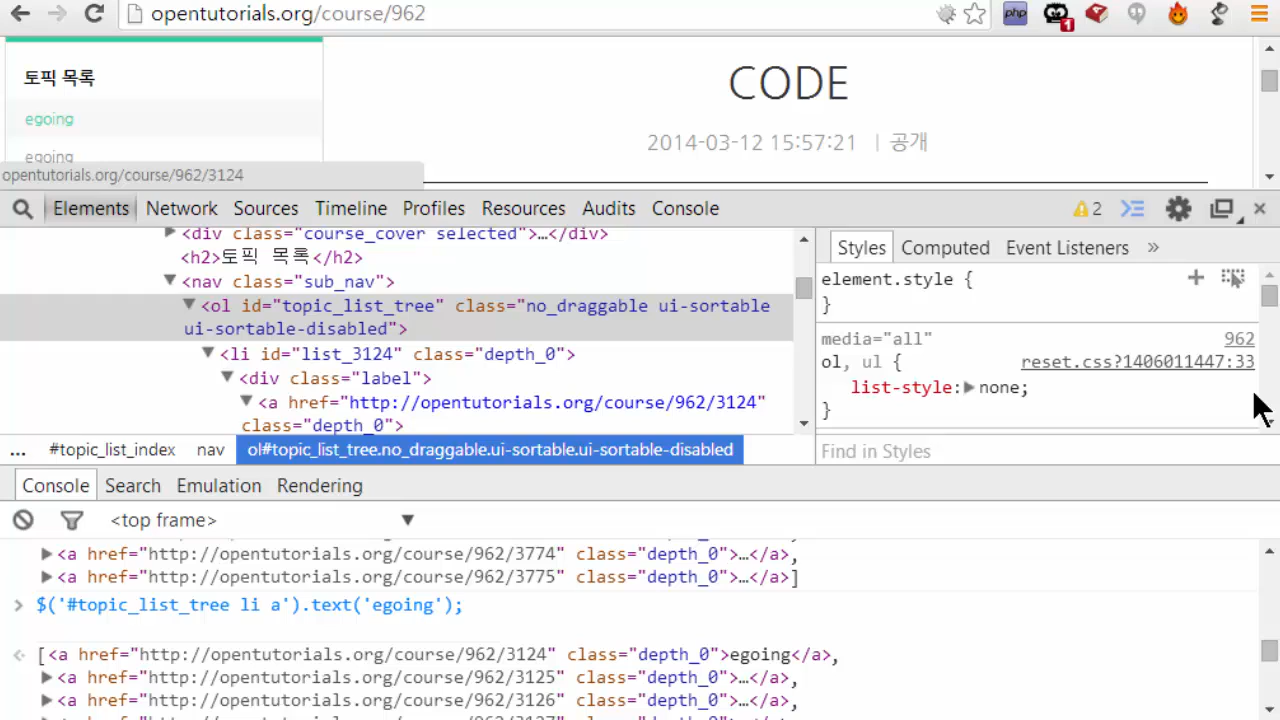 opentutorials.org/course/962
php
1
토픽 목록
egoing
egoing
CODE
2014-03-12 15:57:21 | 공개
opentutorials.org/course/962/3124
Elements Network Sources Timeline Profiles Resources Audits Console
2
<div class="course_cover selected">…</div>
<h2>토픽 목록</h2>
<nav class="sub_nav">
<ol id="topic_list_tree" class="no_draggable ui-sortable
ui-sortable-disabled">
<li id="list_3124" class="depth_0">
<div class="label">
<a href="http://opentutorials.org/course/962/3124"
class="depth_0">
... #topic_list_index nav ol#topic_list_tree.no_draggable.ui-sortable.ui-sortable-disabled
Styles Computed Event Listeners »
element.style {
}
media="all" 962
ol, ul { reset.css?1406011447:33
list-style: none;
}
Find in Styles
Console Search Emulation Rendering
<top frame>
<a href="http://opentutorials.org/course/962/3774" class="depth_0">…</a>,
<a href="http://opentutorials.org/course/962/3775" class="depth_0">…</a>]
> $('#topic_list_tree li a').text('egoing');
[<a href="http://opentutorials.org/course/962/3124" class="depth_0">egoing</a>,
<a href="http://opentutorials.org/course/962/3125" class="depth_0">…</a>,
<a href="http://opentutorials.org/course/962/3126" class="depth_0">…</a>,